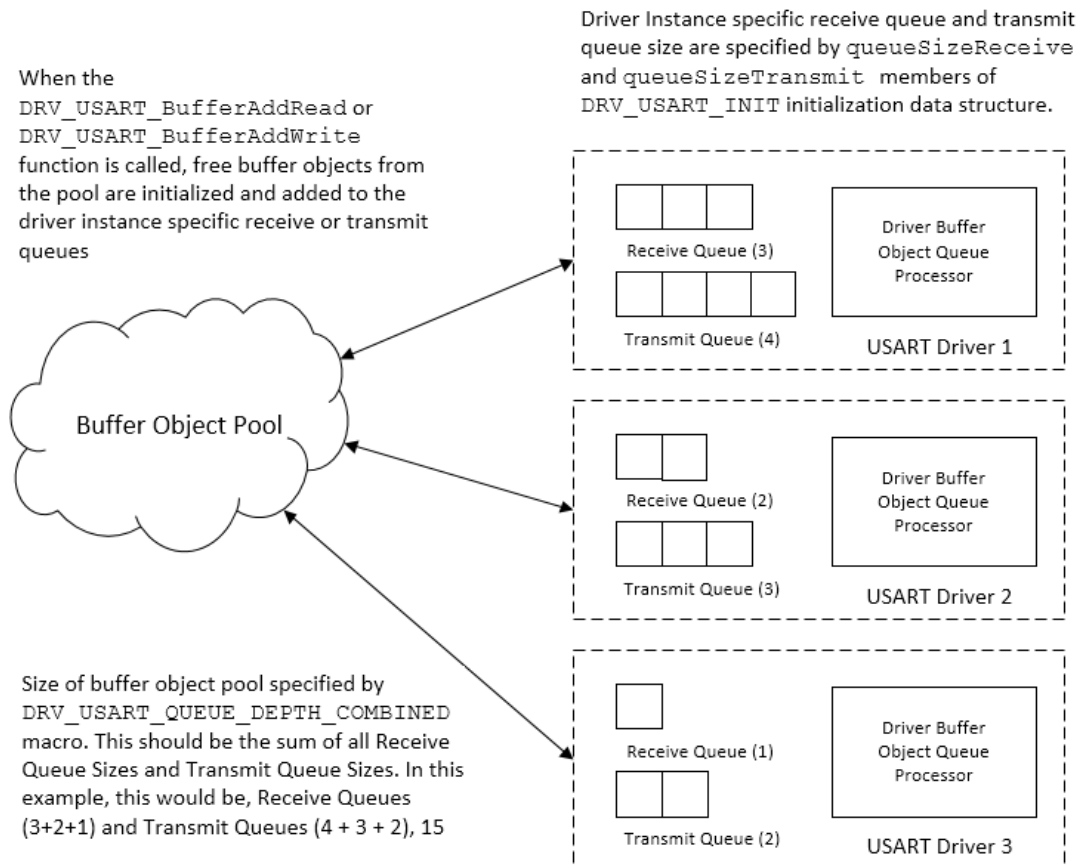 Driver Instance specific receive queue and transmit
queue size are specified by queueSizeReceive
and queueSizeTransmit members of
DRV_USART_INIT initialization data structure.
When the
DRV_USART_BufferAddRead or
DRV_USART_BufferAddWrite
function is called, free buffer objects from
the pool are initialized and added to the
driver instance specific receive or transmit
queues
Receive Queue (3)
Transmit Queue (4)
Driver Buffer
Object Queue
Processor
USART Driver 1
Buffer Object Pool
Receive Queue (2)
Transmit Queue (3)
Driver Buffer
Object Queue
Processor
USART Driver 2
Size of buffer object pool specified by
DRV_USART_QUEUE_DEPTH_COMBINED
macro. This should be the sum of all Receive
Queue Sizes and Transmit Queue Sizes. In this
example, this would be, Receive Queues
(3+2+1) and Transmit Queues (4 + 3 + 2), 15
Receive Queue (1)
Transmit Queue (2)
Driver Buffer
Object Queue
Processor
USART Driver 3